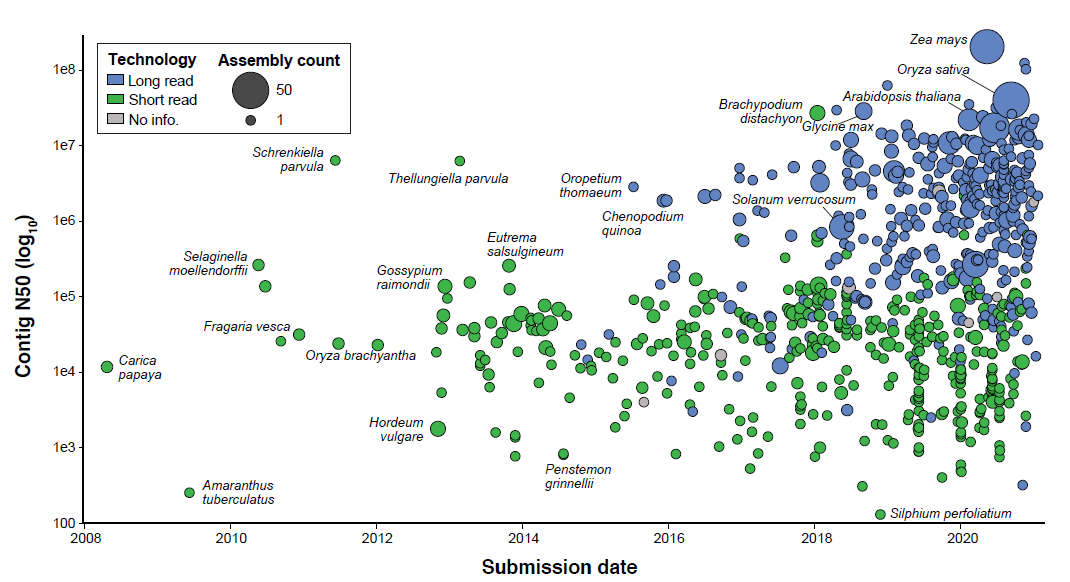 Technology
Assembly count
Long read
Short read
No info.
50
1
Zea mays
Oryza sativa
Arabidopsis thaliana
Brachypodium
distachyon
Glycine max
Schrenkiella
parvula
Thellungiella parvula
Oropetium
thomaeum
Chenopodium
quinoa
Solanum verrucosum
Eutrema
salsulgineum
Selaginella
moellendorffii
Gossypium
raimondii
Fragaria vesca
Oryza brachyantha
Carica
papaya
Hordeum
vulgare
Penstemon
grinnellii
Amaranthus
tuberculatus
Silphium perfoliatum
Contig N50 (log10)
1e8
1e7
1e6
1e5
1e4
1e3
100
2008
2010
2012
2014
2016
2018
2020
Submission date